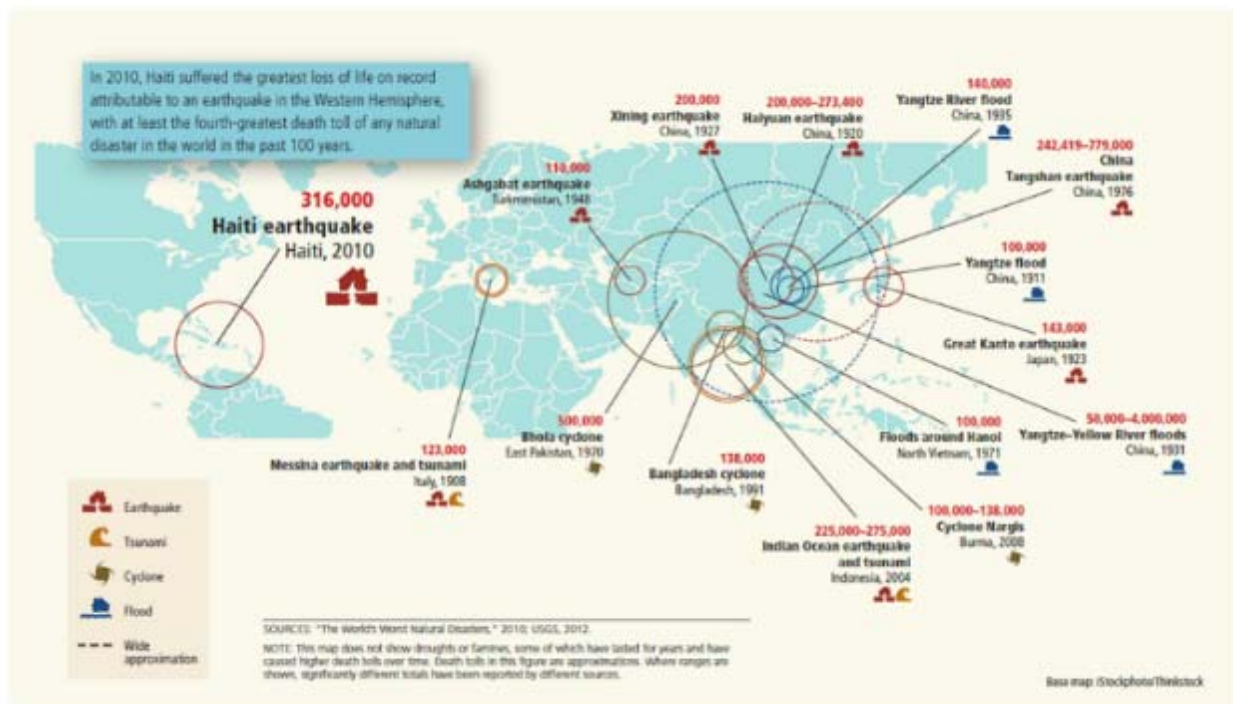 In 2010, Haiti suffered the greatest loss of life on record
attributable to an earthquake in the Western Hemisphere,
with at least the fourth-greatest death toll of any natural
disaster in the world in the past 100 years.
316,000
Haiti earthquake
Haiti, 2010
110,000
Ashgabat earthquake
Turkmenistan, 1948
200,000
Xining earthquake
China, 1927
200,000–273,400
Haiyuan earthquake
China, 1920
140,000
Yangtze River flood
China, 1935
242,419–779,000
China
Tangshan earthquake
China, 1976
100,000
Yangtze flood
China, 1911
143,000
Great Kanto earthquake
Japan, 1923
50,000–4,000,000
Yangtze–Yellow River floods
China, 1931
100,000
Floods around Hanoi
North Vietnam, 1971
100,000–138,000
Cyclone Nargis
Burma, 2008
225,000–275,000
Indian Ocean earthquake
and tsunami
Indonesia, 2004
138,000
Bangladesh cyclone
Bangladesh, 1991
500,000
Bhola cyclone
East Pakistan, 1970
123,000
Messina earthquake and tsunami
Italy, 1908
Earthquake
Tsunami
Cyclone
Flood
Wide
approximation
SOURCES: "The World's Worst Natural Disasters," 2010; USGS, 2012.
NOTE: This map does not show droughts or famines, some of which have lasted for years and have
caused higher death tolls over time. Death tolls in this figure are approximations. Where ranges are
shown, significantly different totals have been reported by different sources.
Base map: iStockphoto/Thinkstock